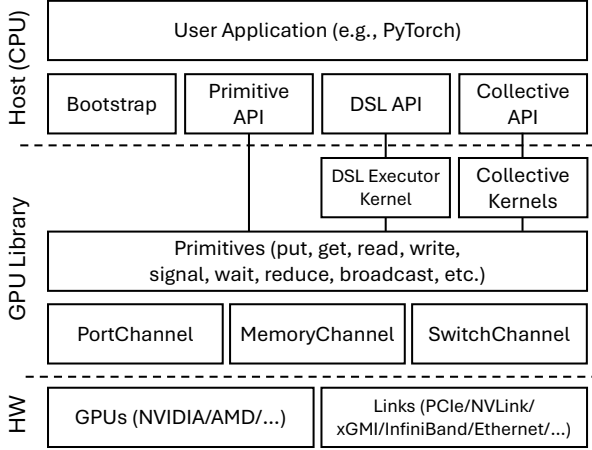 Host (CPU)
User Application (e.g., PyTorch)
Bootstrap
Primitive
API
DSL API
Collective
API
GPU Library
DSL Executor
Kernel
Collective
Kernels
Primitives (put, get, read, write,
signal, wait, reduce, broadcast, etc.)
PortChannel
MemoryChannel
SwitchChannel
HW
GPUs (NVIDIA/AMD/...)
Links (PCIe/NVLink/
xGMI/InfiniBand/Ethernet/...)